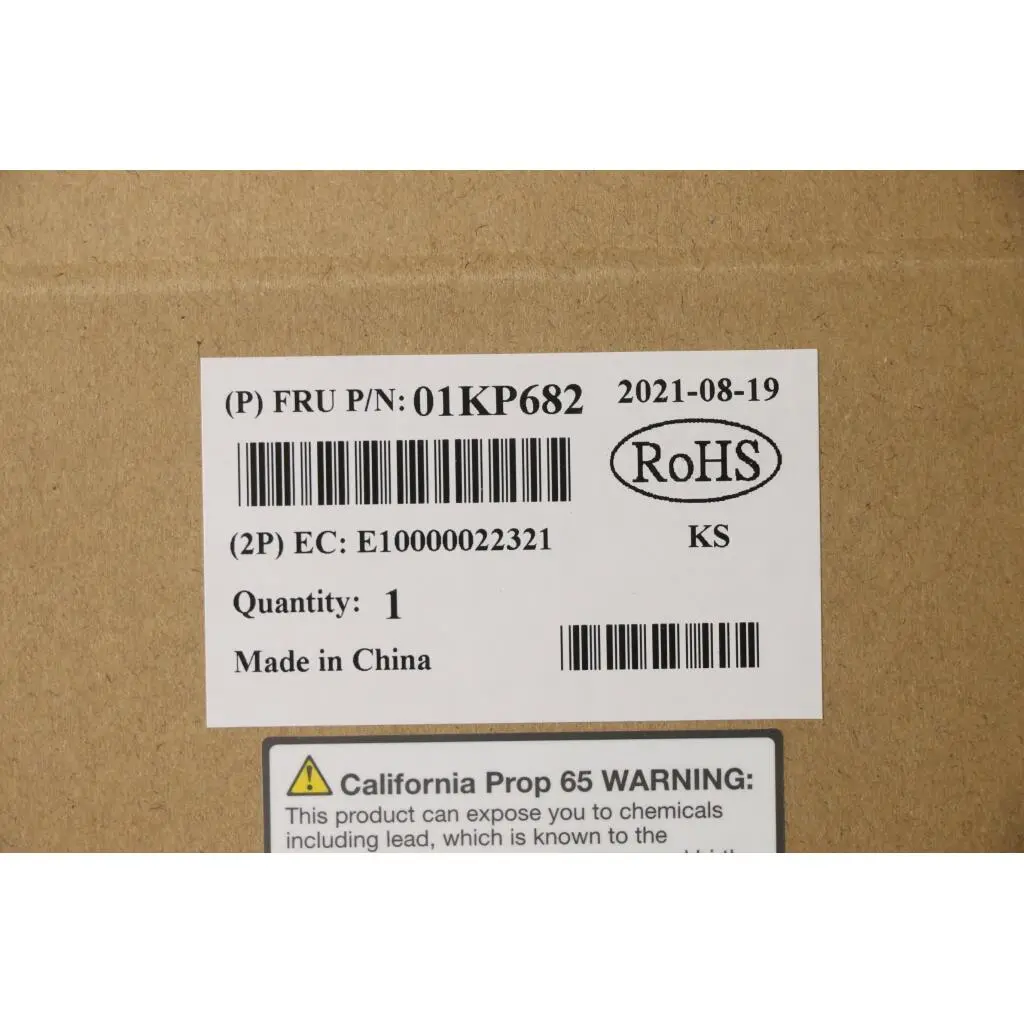 (P) FRU P/N: 01KP682 2021-08-19
RoHS
(2P) EC: E10000022321 KS
Quantity: 1
Made in China
California Prop 65 WARNING:
This product can expose you to chemicals
including lead, which is known to the